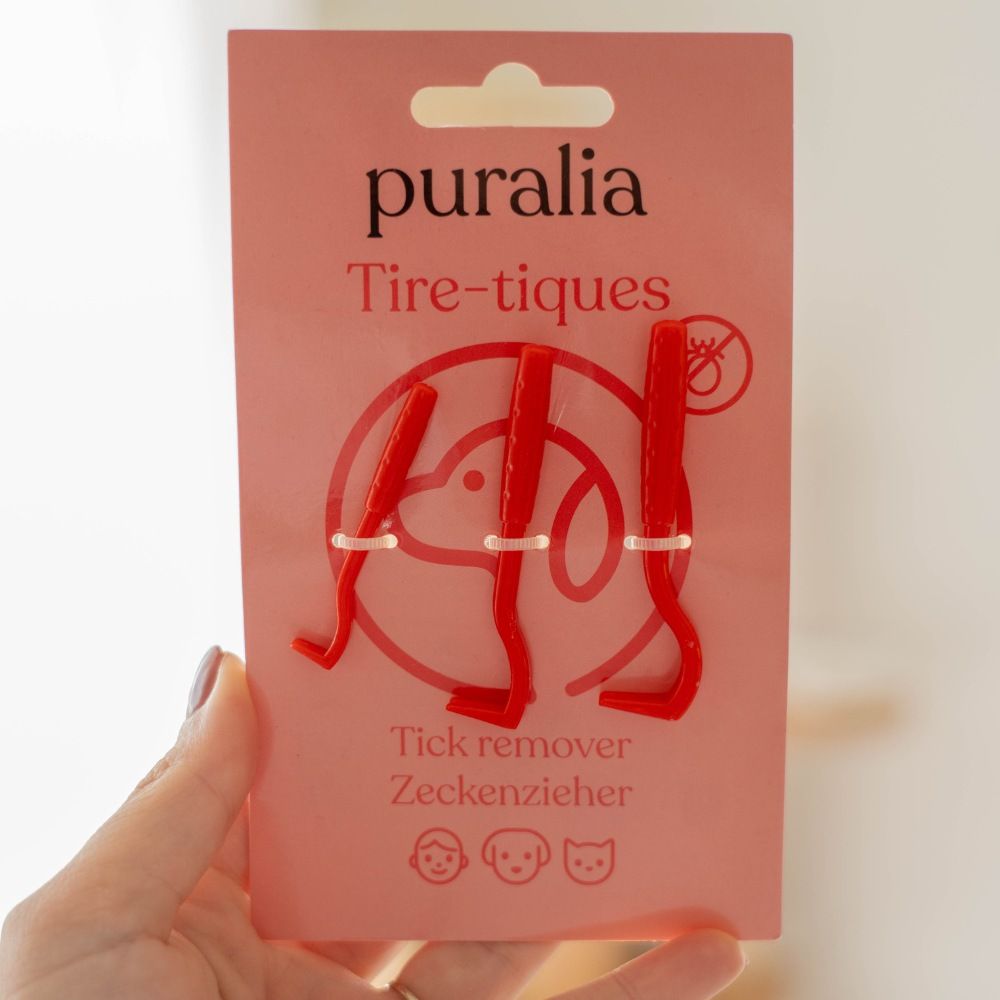 puralia
Tire-tiques
Tick remover
Zeckenzieher